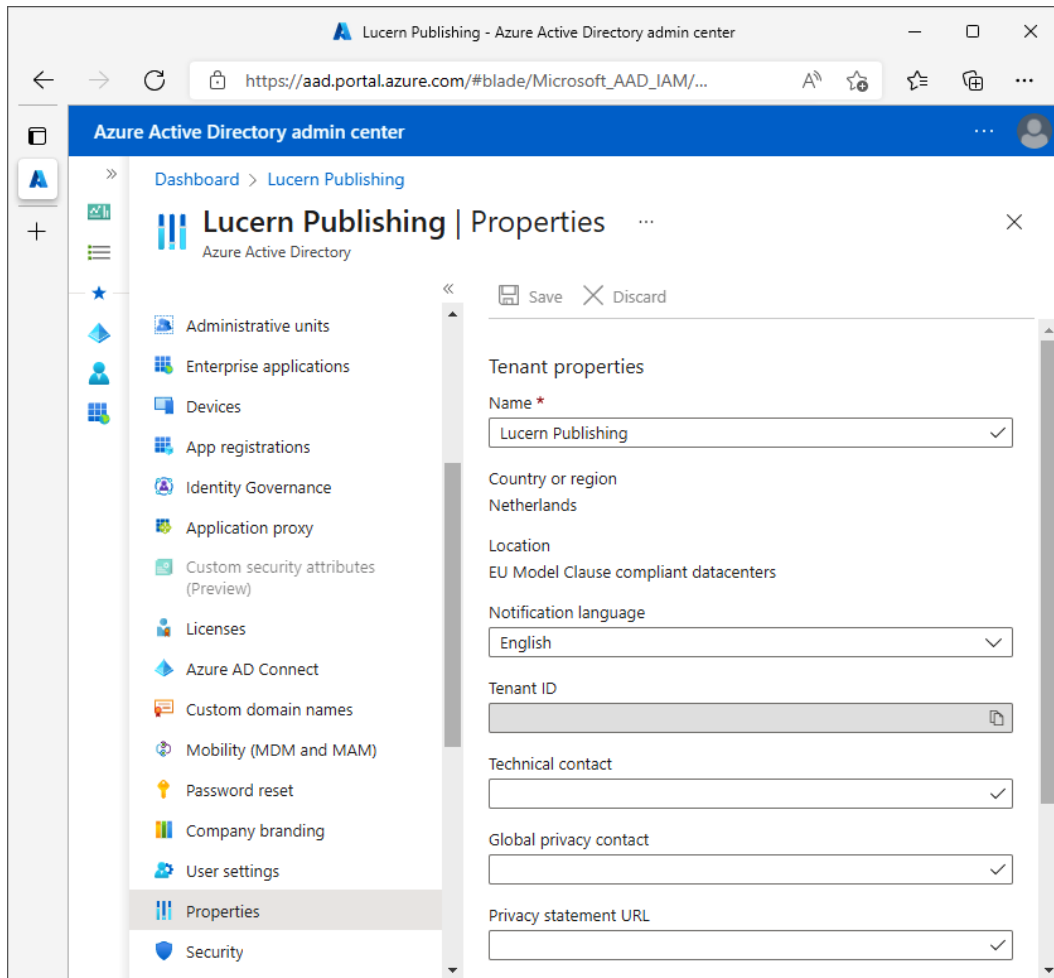 Lucern Publishing - Azure Active Directory admin center
https://aad.portal.azure.com/#blade/Microsoft_AAD_IAM/...
Azure Active Directory admin center
Dashboard > Lucern Publishing
Lucern Publishing | Properties
Azure Active Directory
Administrative units
Enterprise applications
Devices
App registrations
Identity Governance
Application proxy
Custom security attributes
(Preview)
Licenses
Azure AD Connect
Custom domain names
Mobility (MDM and MAM)
Password reset
Company branding
User settings
Properties
Security
Save
Discard
Tenant properties
Name *
Lucern Publishing
Country or region
Netherlands
Location
EU Model Clause compliant datacenters
Notification language
English
Tenant ID
Technical contact
Global privacy contact
Privacy statement URL